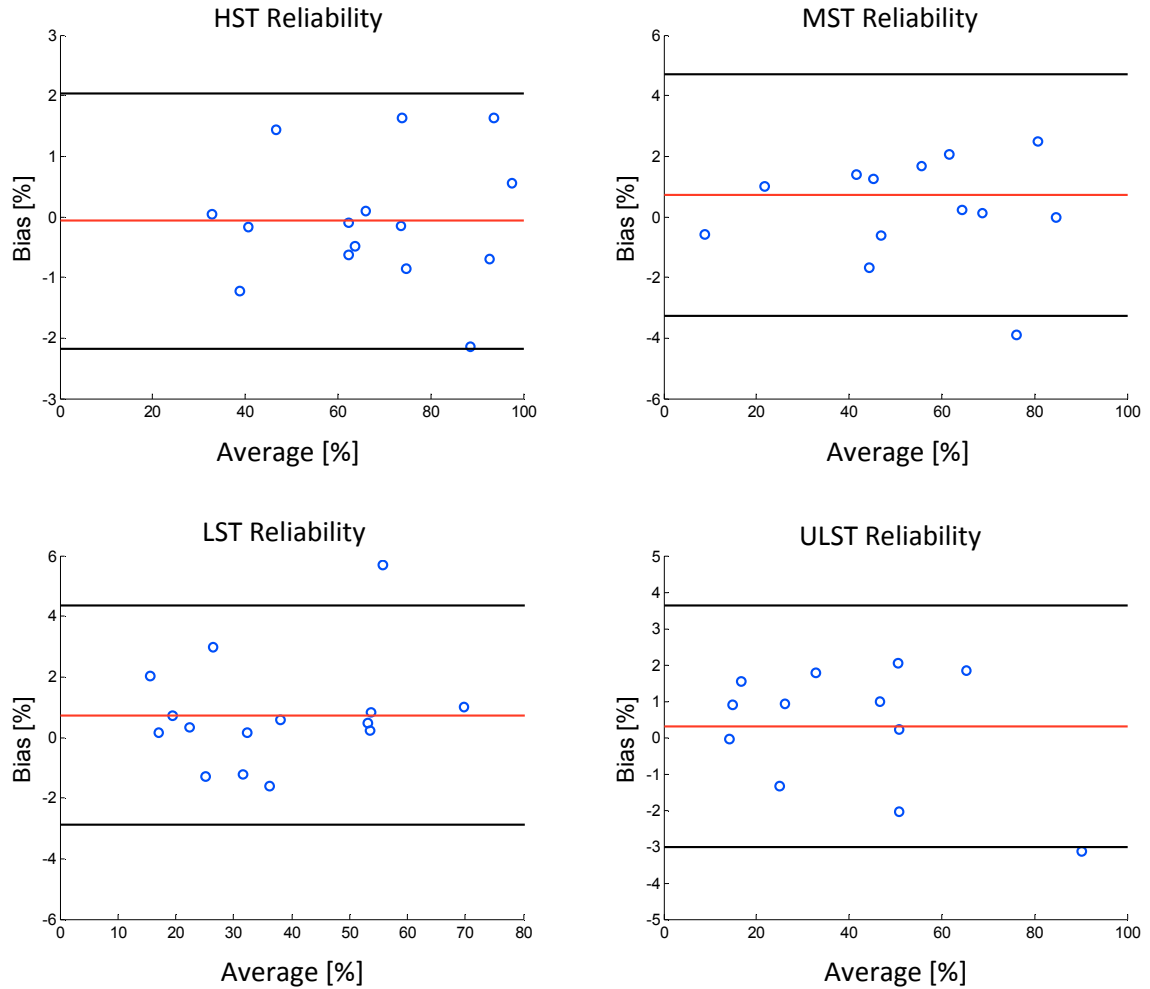 HST Reliability
3
2
1
0
-1
-2
-3
Bias [%]
0 20 40 60 80 100
Average [%]
MST Reliability
6
4
2
0
-2
-4
-6
Bias [%]
0 20 40 60 80 100
Average [%]
LST Reliability
6
4
2
0
-2
-4
-6
Bias [%]
0 10 20 30 40 50 60 70 80
Average [%]
ULST Reliability
5
4
3
2
1
0
-1
-2
-3
-4
-5
Bias [%]
0 20 40 60 80 100
Average [%]